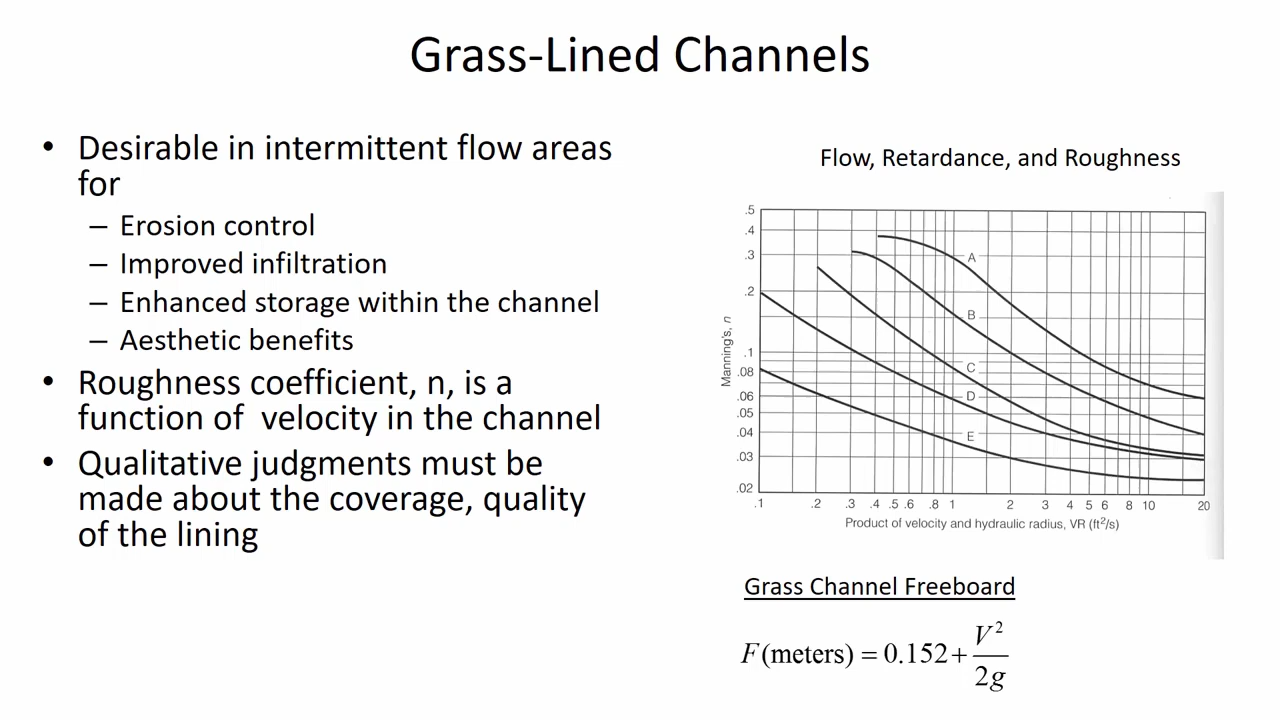 Grass-Lined Channels
• Desirable in intermittent flow areas
for
– Erosion control
– Improved infiltration
– Enhanced storage within the channel
– Aesthetic benefits
• Roughness coefficient, n, is a
function of velocity in the channel
• Qualitative judgments must be
made about the coverage, quality
of the lining
Flow, Retardance, and Roughness
Manning's, n
.5
.4
.3
.2
.1
.08
.06
.05
.04
.03
.02
A
B
C
D
E
.1 .2 .3 .4 .5 .6 .8 1 2 3 4 5 6 8 10 20
Product of velocity and hydraulic radius, VR (ft²/s)
Grass Channel Freeboard
F(meters) = 0.152 + V²/2g